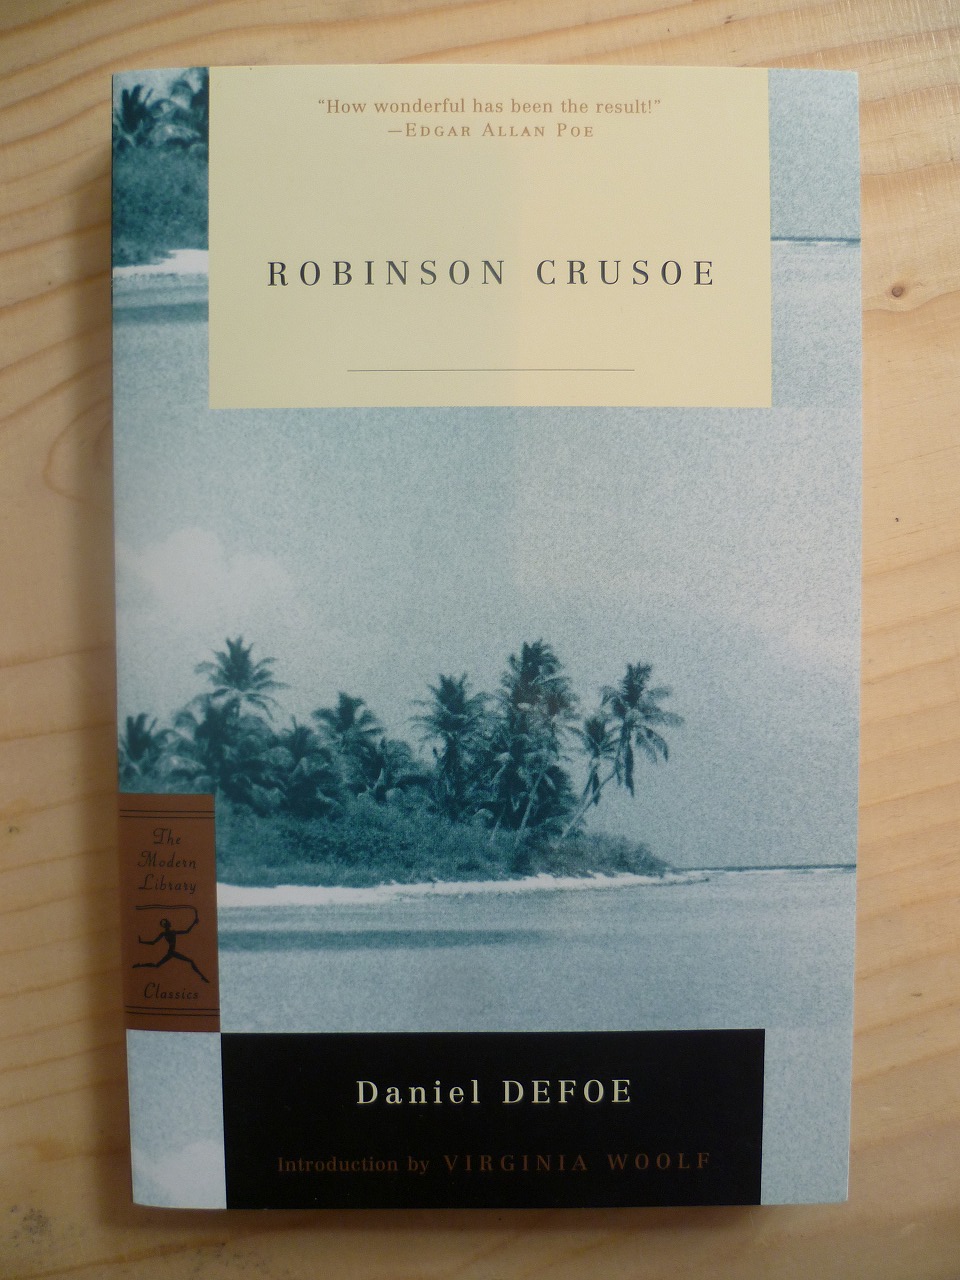 “How wonderful has been the result!”
—EDGAR ALLAN POE
ROBINSON CRUSOE
The
Modern
Library
Classics
Daniel DEFOE
Introduction by VIRGINIA WOOLF